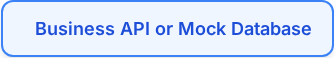 Business API or Mock Database